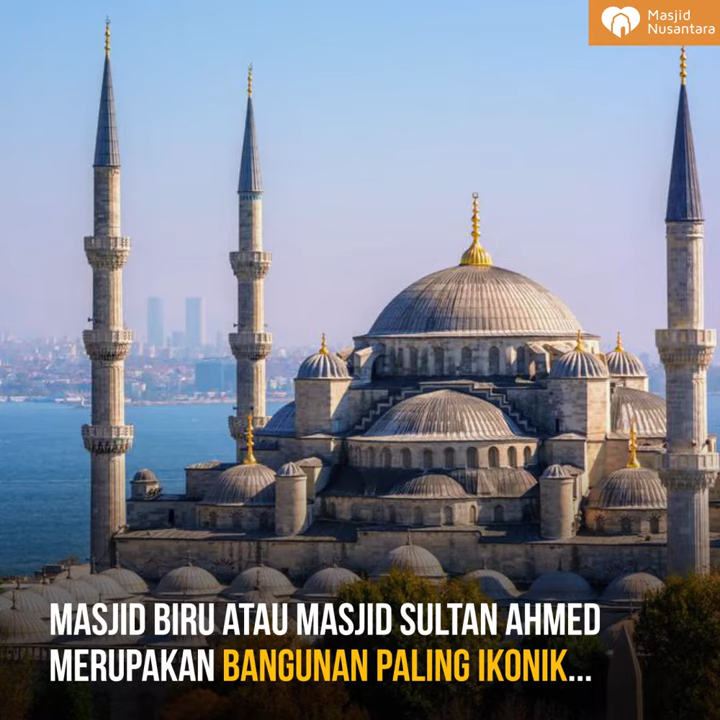 Masjid
Nusantara
MASJID BIRU ATAU MASJID SULTAN AHMED
MERUPAKAN BANGUNAN PALING IKONIK...